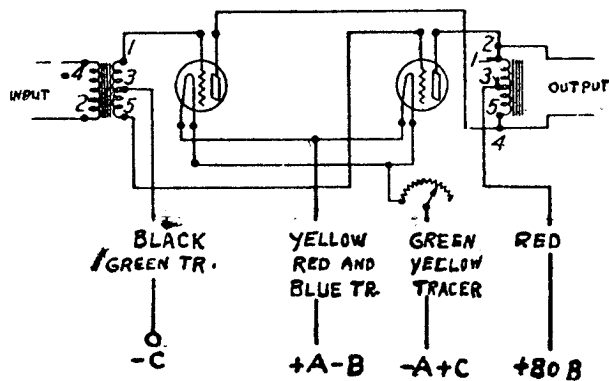 1
2
4
1
3
3
INPUT
OUTPUT
2
5
5
4
BLACK
GREEN TR.
YELLOW
RED AND
BLUE TR.
GREEN
YELLOW
TRACER
RED
-C
+A-B
-A+C
+80B